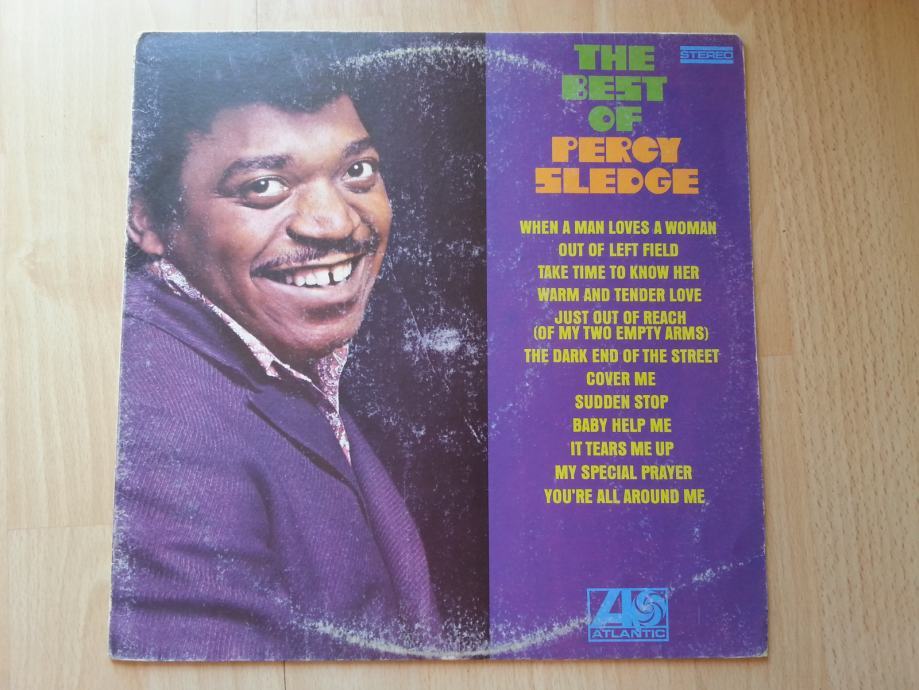 THE
BEST
OF
PERCY
SLEDGE
STEREO
WHEN A MAN LOVES A WOMAN
OUT OF LEFT FIELD
TAKE TIME TO KNOW HER
WARM AND TENDER LOVE
JUST OUT OF REACH
(OF MY TWO EMPTY ARMS)
THE DARK END OF THE STREET
COVER ME
SUDDEN STOP
BABY HELP ME
IT TEARS ME UP
MY SPECIAL PRAYER
YOU'RE ALL AROUND ME
ATLANTIC